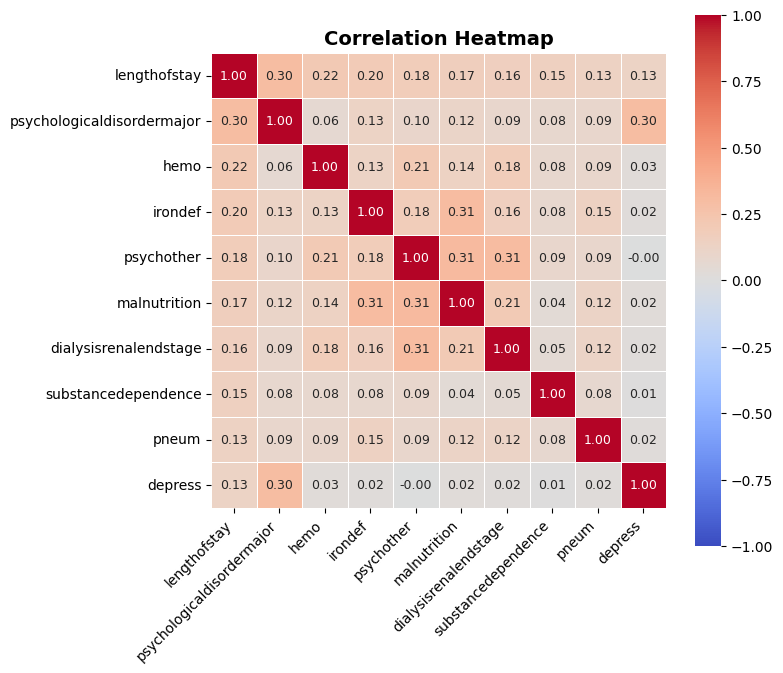 Correlation Heatmap
lengthofstay 1.00 0.30 0.22 0.20 0.18 0.17 0.16 0.15 0.13 0.13
psychologicaldisordermajor 0.30 1.00 0.06 0.13 0.10 0.12 0.09 0.08 0.09 0.30
hemo 0.22 0.06 1.00 0.13 0.21 0.14 0.18 0.08 0.09 0.03
irondef 0.20 0.13 0.13 1.00 0.18 0.31 0.16 0.08 0.15 0.02
psychother 0.18 0.10 0.21 0.18 1.00 0.31 0.31 0.09 0.09 -0.00
malnutrition 0.17 0.12 0.14 0.31 0.31 1.00 0.21 0.04 0.12 0.02
dialysisrenalendstage 0.16 0.09 0.18 0.16 0.31 0.21 1.00 0.05 0.12 0.02
substancedependence 0.15 0.08 0.08 0.08 0.09 0.04 0.05 1.00 0.08 0.01
pneum 0.13 0.09 0.09 0.15 0.09 0.12 0.12 0.08 1.00 0.02
depress 0.13 0.30 0.03 0.02 -0.00 0.02 0.02 0.01 0.02 1.00
lengthofstay
psychologicaldisordermajor
hemo
irondef
psychother
malnutrition
dialysisrenalendstage
substancedependence
pneum
depress
1.00
0.75
0.50
0.25
0.00
−0.25
−0.50
−0.75
−1.00